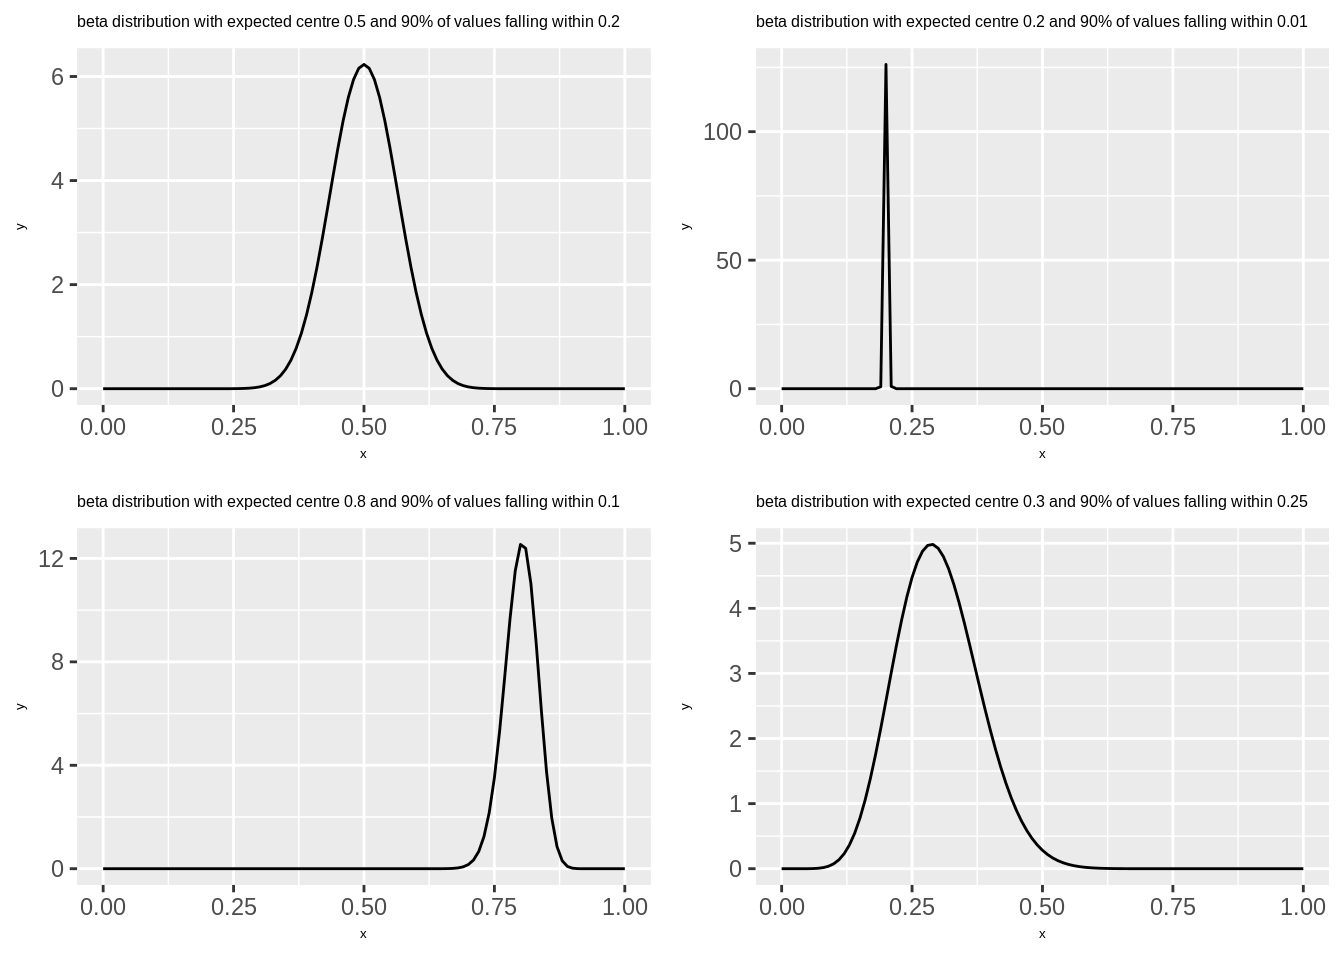 beta distribution with expected centre 0.5 and 90% of values falling within 0.2
6
4
2
0
y
0.00 0.25 0.50 0.75 1.00
x
beta distribution with expected centre 0.2 and 90% of values falling within 0.01
100
50
0
y
0.00 0.25 0.50 0.75 1.00
x
beta distribution with expected centre 0.8 and 90% of values falling within 0.1
12
8
4
0
y
0.00 0.25 0.50 0.75 1.00
x
beta distribution with expected centre 0.3 and 90% of values falling within 0.25
5
4
3
2
1
0
y
0.00 0.25 0.50 0.75 1.00
x